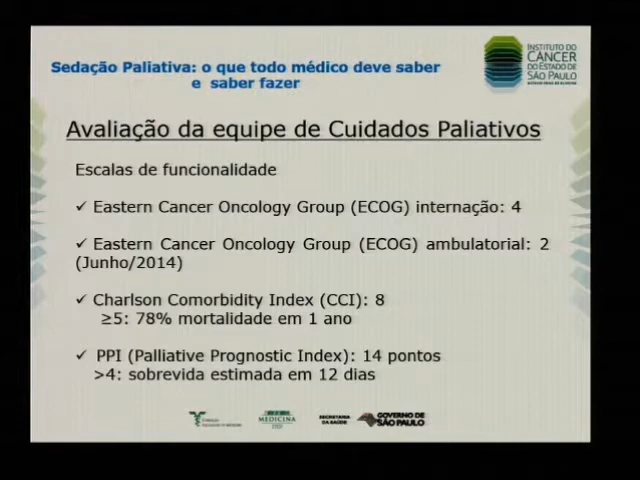 Sedação Paliativa: o que todo médico deve saber
e saber fazer
INSTITUTO DO
CÂNCER
DO ESTADO DE
SÃO PAULO
Avaliação da equipe de Cuidados Paliativos
Escalas de funcionalidade
✓ Eastern Cancer Oncology Group (ECOG) internação: 4
✓ Eastern Cancer Oncology Group (ECOG) ambulatorial: 2
(Junho/2014)
✓ Charlson Comorbidity Index (CCI): 8
≥5: 78% mortalidade em 1 ano
✓ PPI (Palliative Prognostic Index): 14 pontos
>4: sobrevida estimada em 12 dias
MEDICINA
SECRETARIA
DA SAÚDE
GOVERNO DE
SÃO PAULO